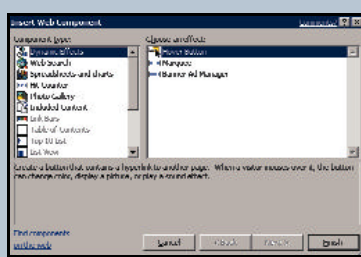 Insert Web Component
Comments? ? x
Component type:
Choose an effect:
Dynamic Effects
Web Search
Spreadsheets and charts
Hit Counter
Photo Gallery
Included Content
Link Bars
Table of Contents
Top 10 List
List View
Hover Button
Marquee
Banner Ad Manager
Create a button that contains a hyperlink to another page. When a visitor mouses over it, the button
can change color, display a picture, or play a sound effect.
Find components
on the web
Cancel
< Back
Next >
Finish